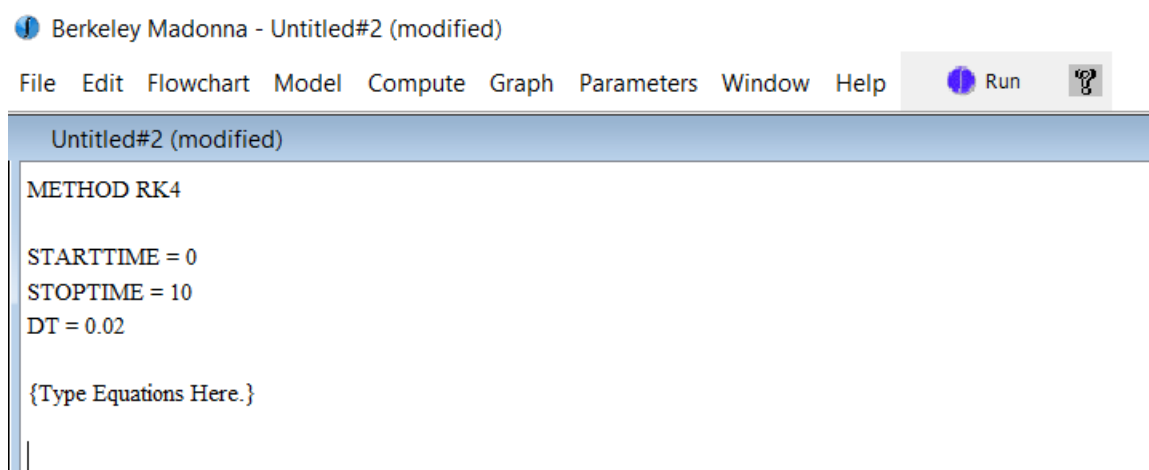 Berkeley Madonna - Untitled#2 (modified)
File Edit Flowchart Model Compute Graph Parameters Window Help Run ?
Untitled#2 (modified)
METHOD RK4
STARTTIME = 0
STOPTIME = 10
DT = 0.02
{Type Equations Here.}